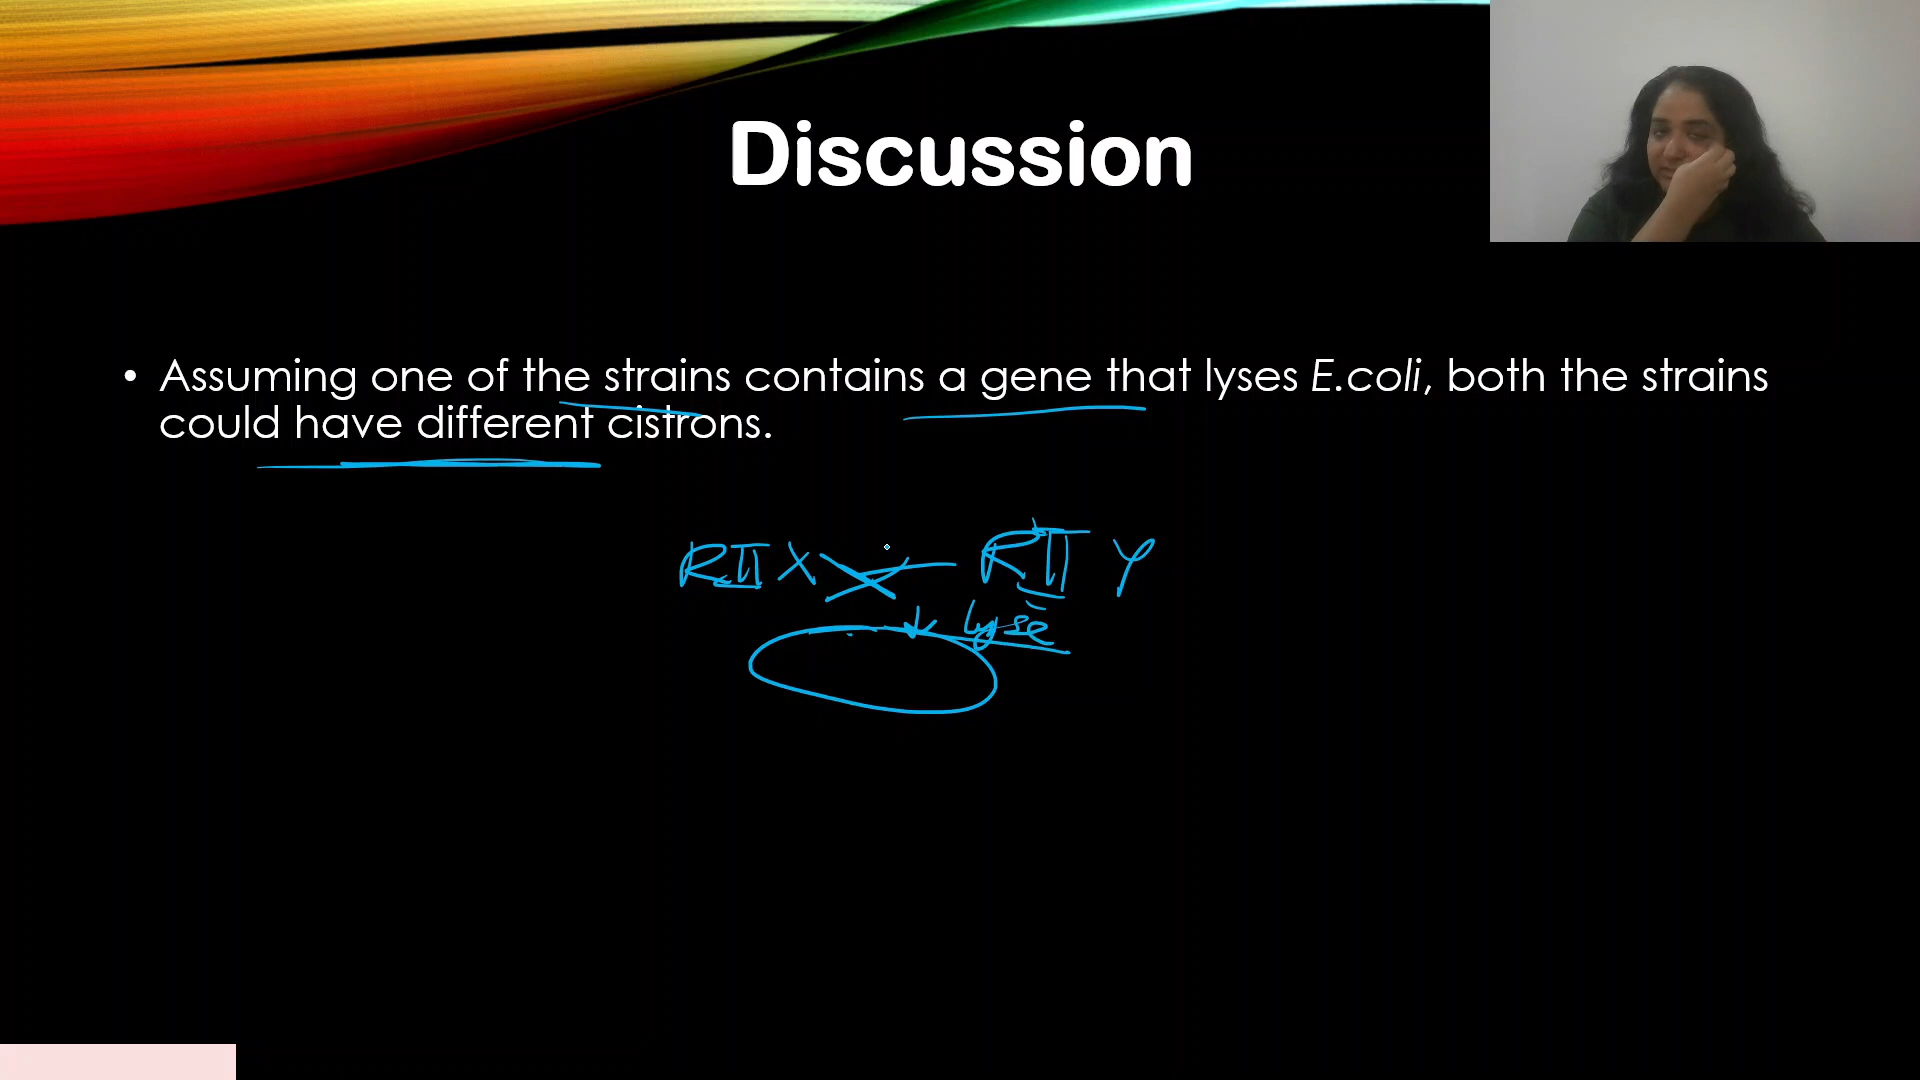 Discussion
• Assuming one of the strains contains a gene that lyses E.coli, both the strains
could have different cistrons.
RII X RII Y
lyse